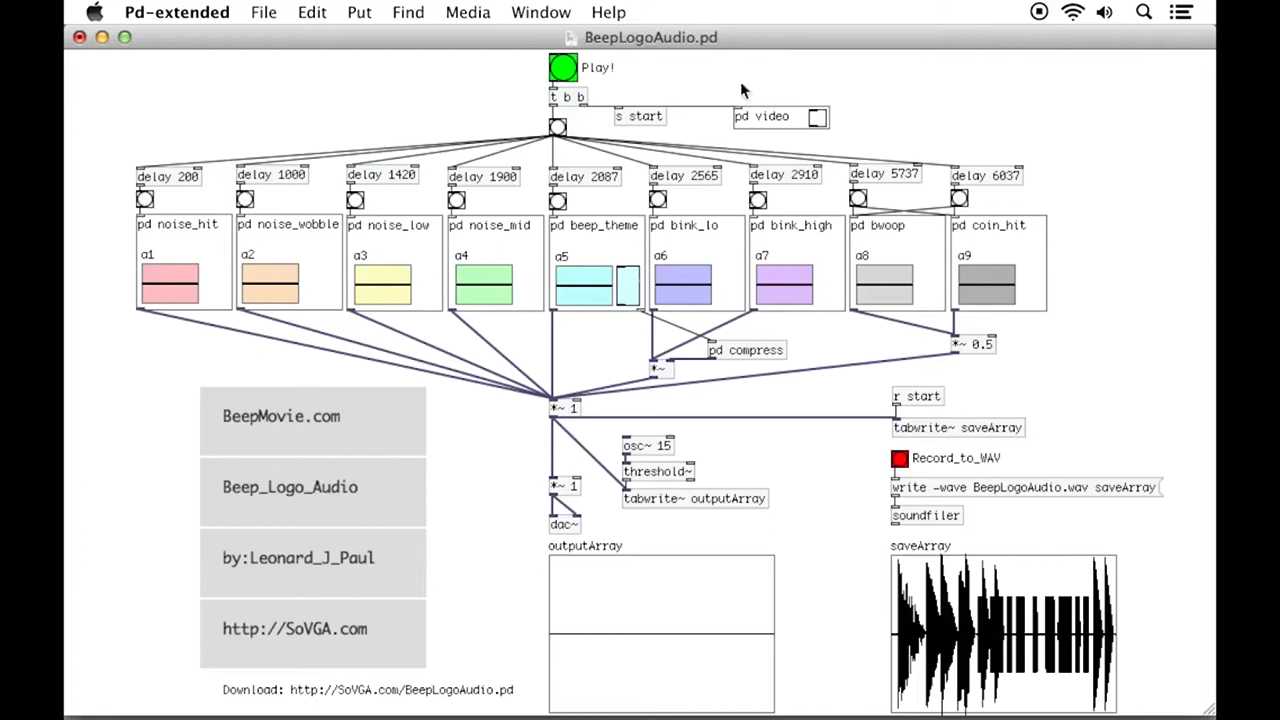 Pd-extended File Edit Put Find Media Window Help
BeepLogoAudio.pd
Play!
t b b
s start
pd video
delay 200
delay 1000
delay 1420
delay 1900
delay 2087
delay 2565
delay 2910
delay 5737
delay 6037
pd noise_hit
pd noise_wobble
pd noise_low
pd noise_mid
pd beep_theme
pd bink_lo
pd bink_high
pd bwoop
pd coin_hit
a1
a2
a3
a4
a5
a6
a7
a8
a9
*~ 0.5
pd compress
*~
r start
*~ 1
BeepMovie.com
tabwrite~ saveArray
osc~ 15
Record_to_WAV
threshold~
Beep_Logo_Audio
*~ 1
write -wave BeepLogoAudio.wav saveArray
tabwrite~ outputArray
soundfiler
dac~
outputArray
saveArray
by:Leonard_J_Paul
http://SoVGA.com
Download: http://SoVGA.com/BeepLogoAudio.pd